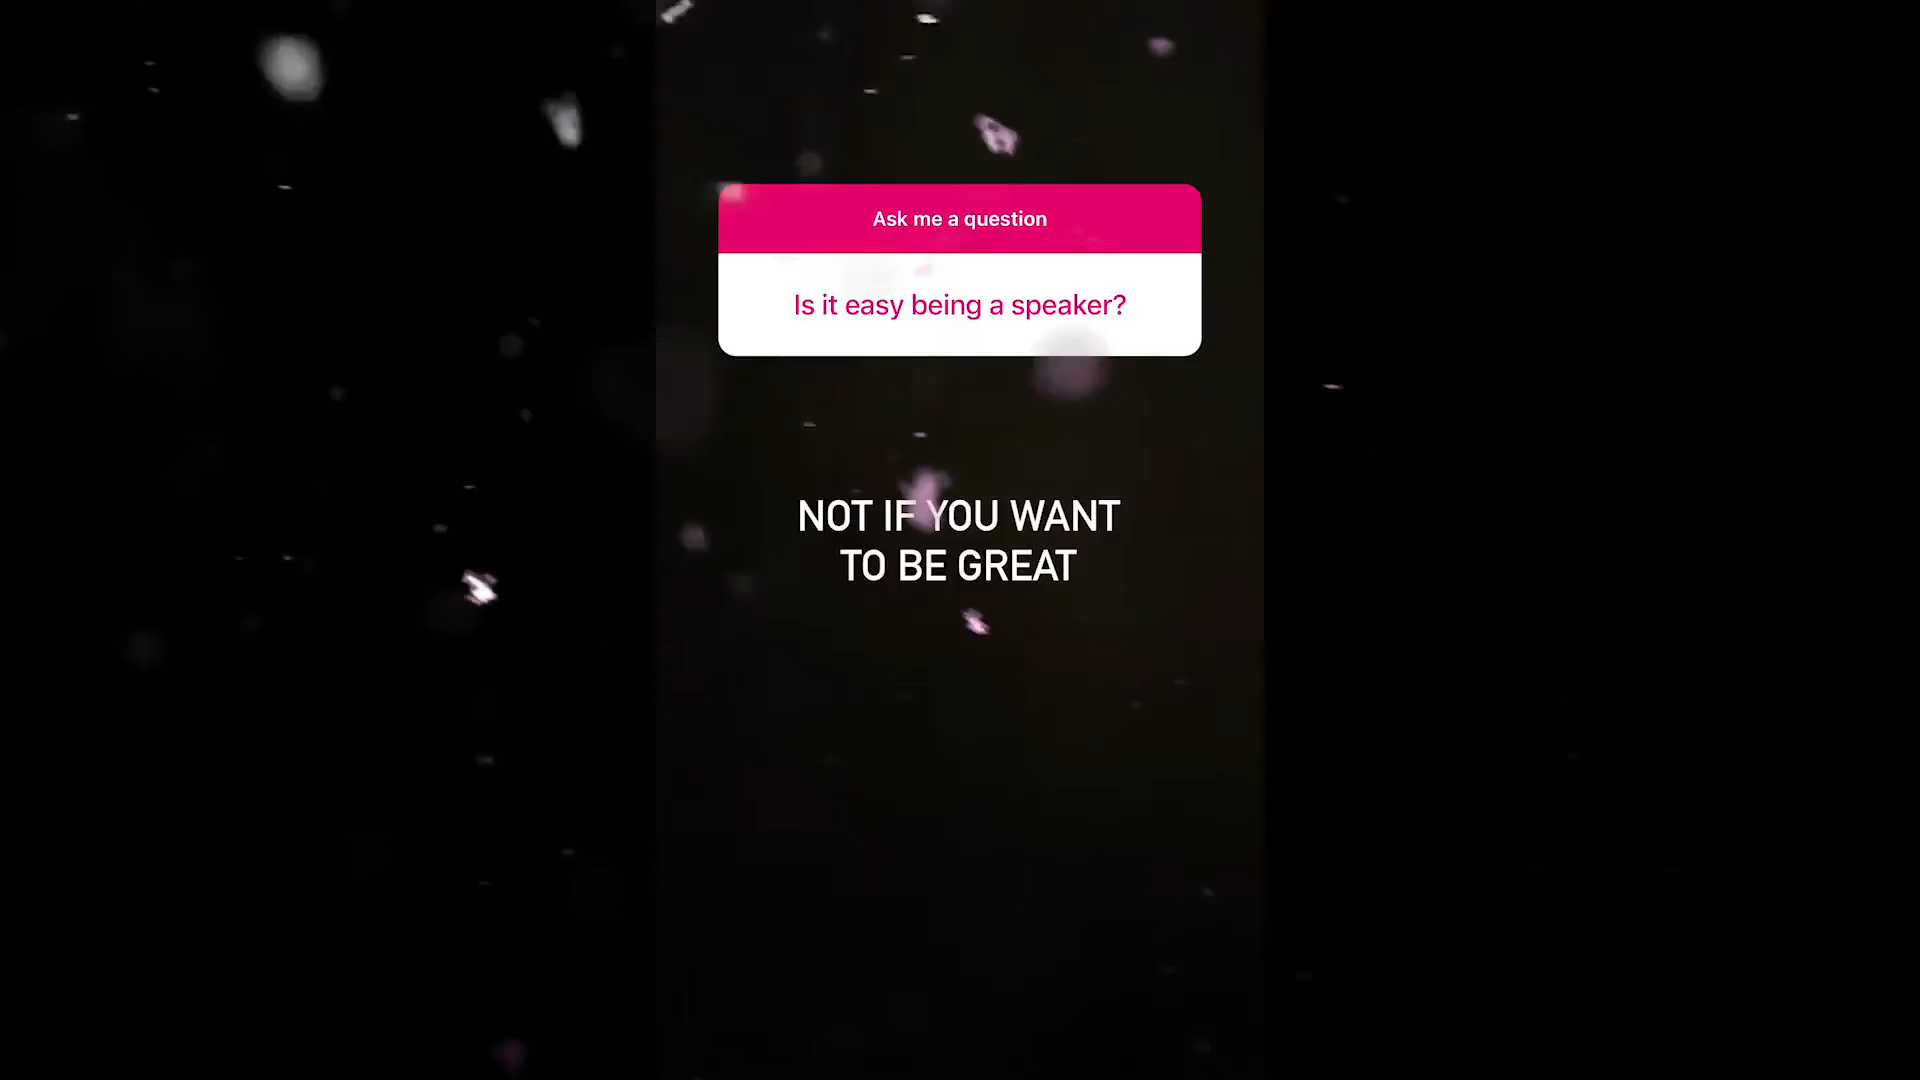 Ask me a question
Is it easy being a speaker?
NOT IF YOU WANT
TO BE GREAT